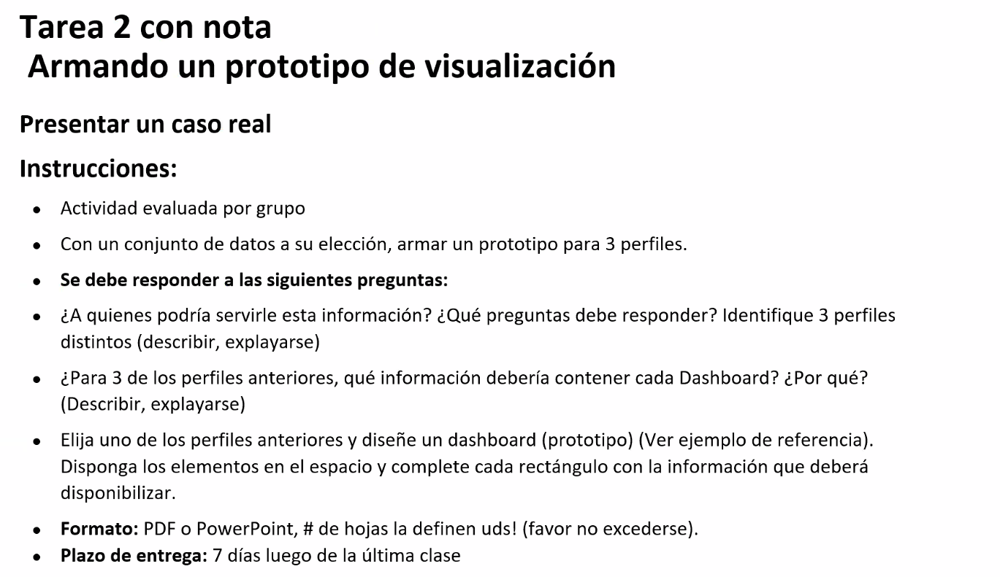 Tarea 2 con nota
Armando un prototipo de visualización
Presentar un caso real
Instrucciones:
• Actividad evaluada por grupo
• Con un conjunto de datos a su elección, armar un prototipo para 3 perfiles.
• Se debe responder a las siguientes preguntas:
• ¿A quienes podría servirle esta información? ¿Qué preguntas debe responder? Identifique 3 perfiles
distintos (describir, explayarse)
• ¿Para 3 de los perfiles anteriores, qué información debería contener cada Dashboard? ¿Por qué?
(Describir, explayarse)
• Elija uno de los perfiles anteriores y diseñe un dashboard (prototipo) (Ver ejemplo de referencia).
Disponga los elementos en el espacio y complete cada rectángulo con la información que deberá
disponibilizar.
• Formato: PDF o PowerPoint, # de hojas la definen uds! (favor no excederse).
• Plazo de entrega: 7 días luego de la última clase